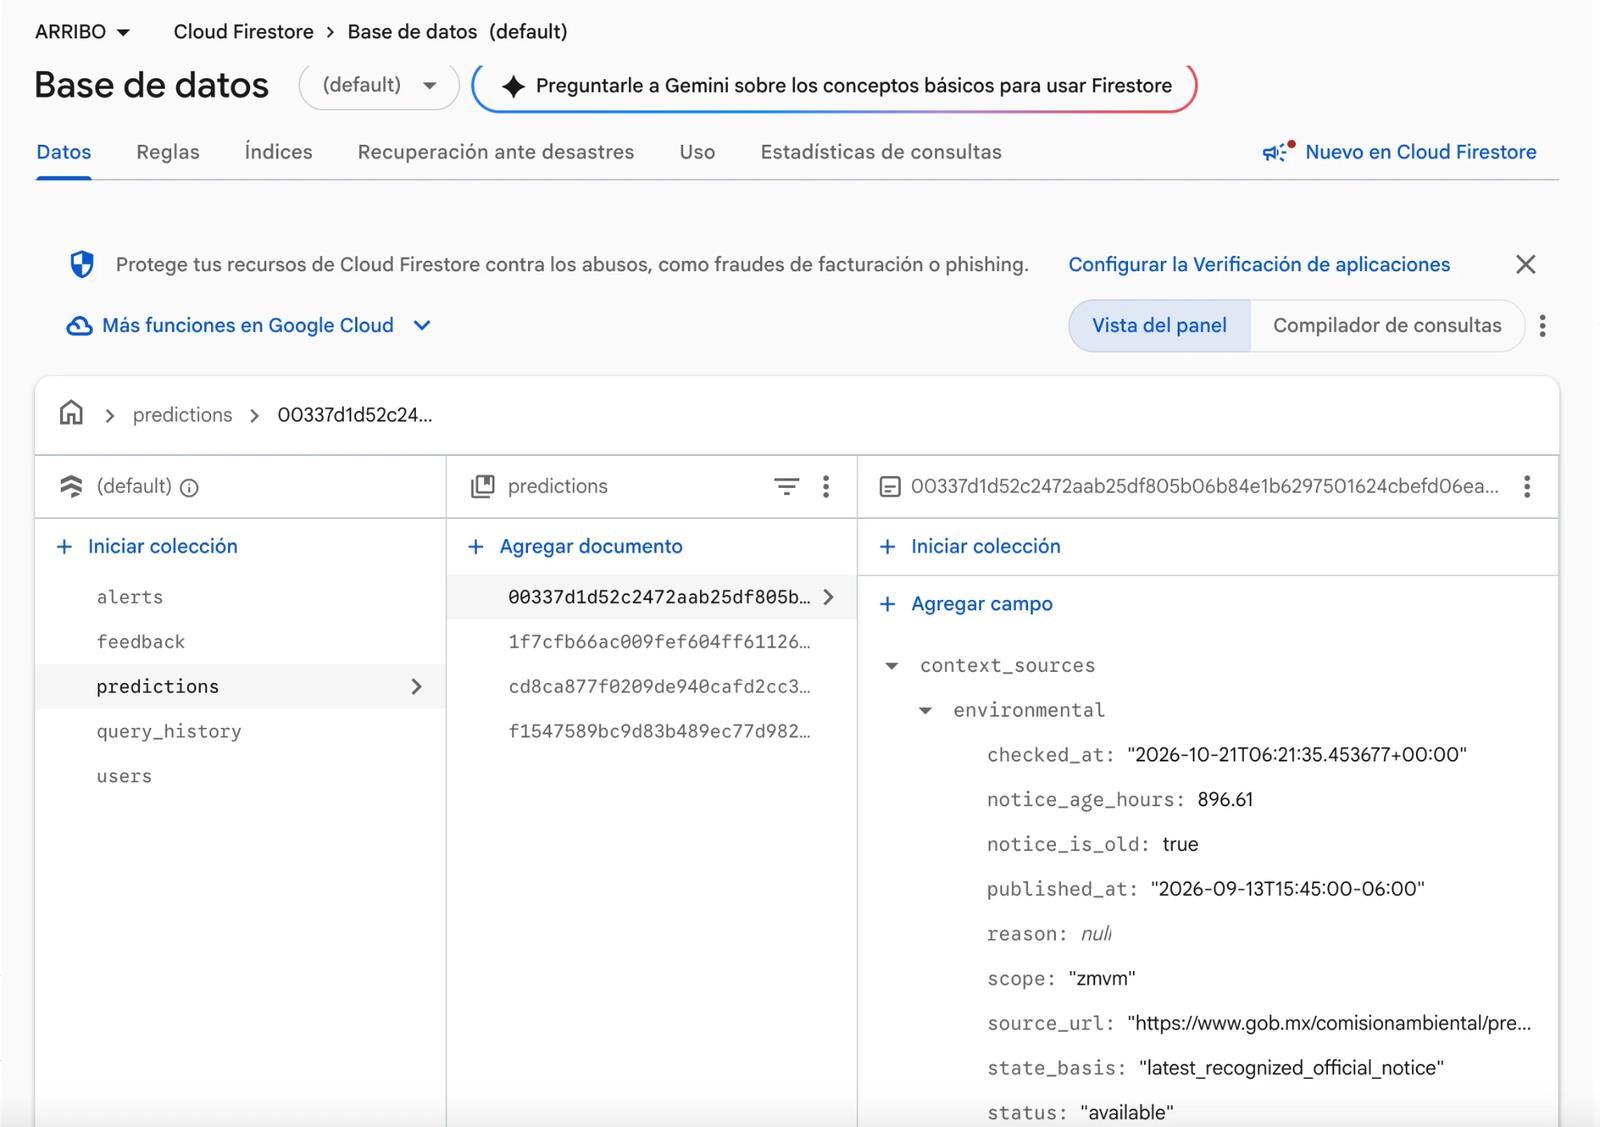 ARRIBO Cloud Firestore > Base de datos (default)
Base de datos (default) Preguntarle a Gemini sobre los conceptos básicos para usar Firestore
Datos Reglas Índices Recuperación ante desastres Uso Estadísticas de consultas Nuevo en Cloud Firestore
Protege tus recursos de Cloud Firestore contra los abusos, como fraudes de facturación o phishing. Configurar la Verificación de aplicaciones
Más funciones en Google Cloud Vista del panel Compilador de consultas
predictions > 00337d1d52c24...
(default)
+ Iniciar colección
alerts
feedback
predictions
query_history
users
predictions
+ Agregar documento
00337d1d52c2472aab25df805b...
1f7cfb66ac009fef604ff61126...
cd8ca877f0209de940cafd2cc3...
f1547589bc9d83b489ec77d982...
00337d1d52c2472aab25df805b06b84e1b6297501624cbefd06ea...
+ Iniciar colección
+ Agregar campo
context_sources
environmental
checked_at: "2026-10-21T06:21:35.453677+00:00"
notice_age_hours: 896.61
notice_is_old: true
published_at: "2026-09-13T15:45:00-06:00"
reason: null
scope: "zmvm"
source_url: "https://www.gob.mx/comisionambiental/pre...
state_basis: "latest_recognized_official_notice"
status: "available"